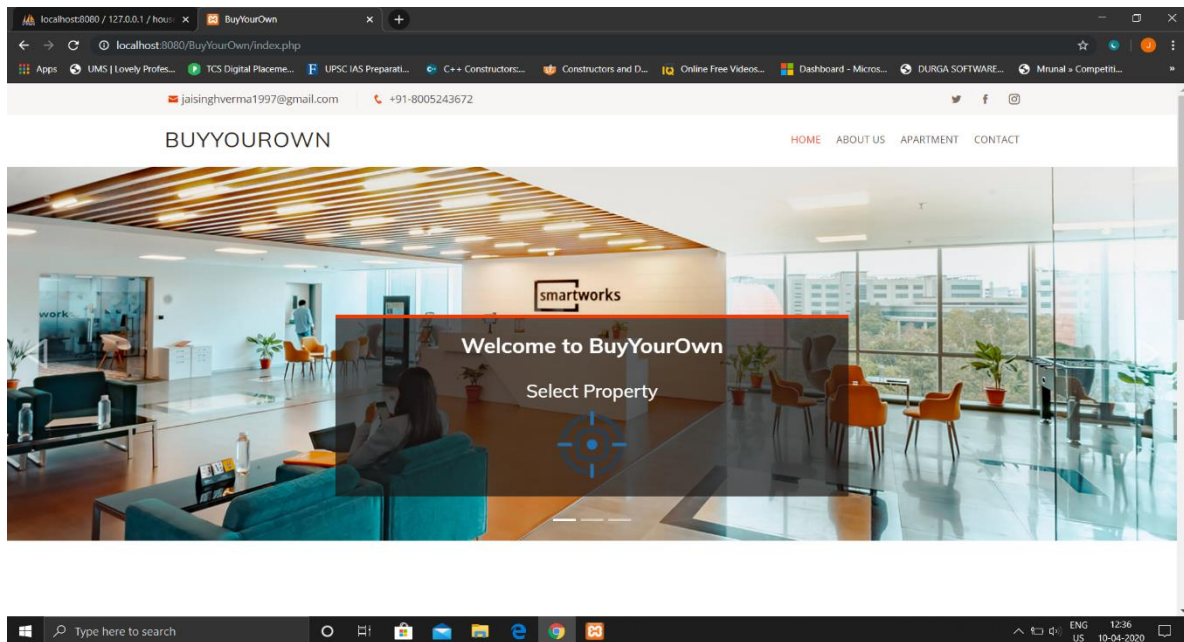 localhost:8080 / 127.0.0.1 / hous
BuyYourOwn
localhost:8080/BuyYourOwn/index.php
Apps
UMS | Lovely Profes...
TCS Digital Placeme...
UPSC IAS Preparati...
C++ Constructors:...
Constructors and D...
Online Free Videos...
Dashboard - Micros...
DURGA SOFTWARE...
Mrunal » Competiti...
jaisinghverma1997@gmail.com
+91-8005243672
BUYYOUROWN
HOME ABOUT US APARTMENT CONTACT
smartworks
work
Welcome to BuyYourOwn
Select Property
Type here to search
ENG
US
12:36
10-04-2020